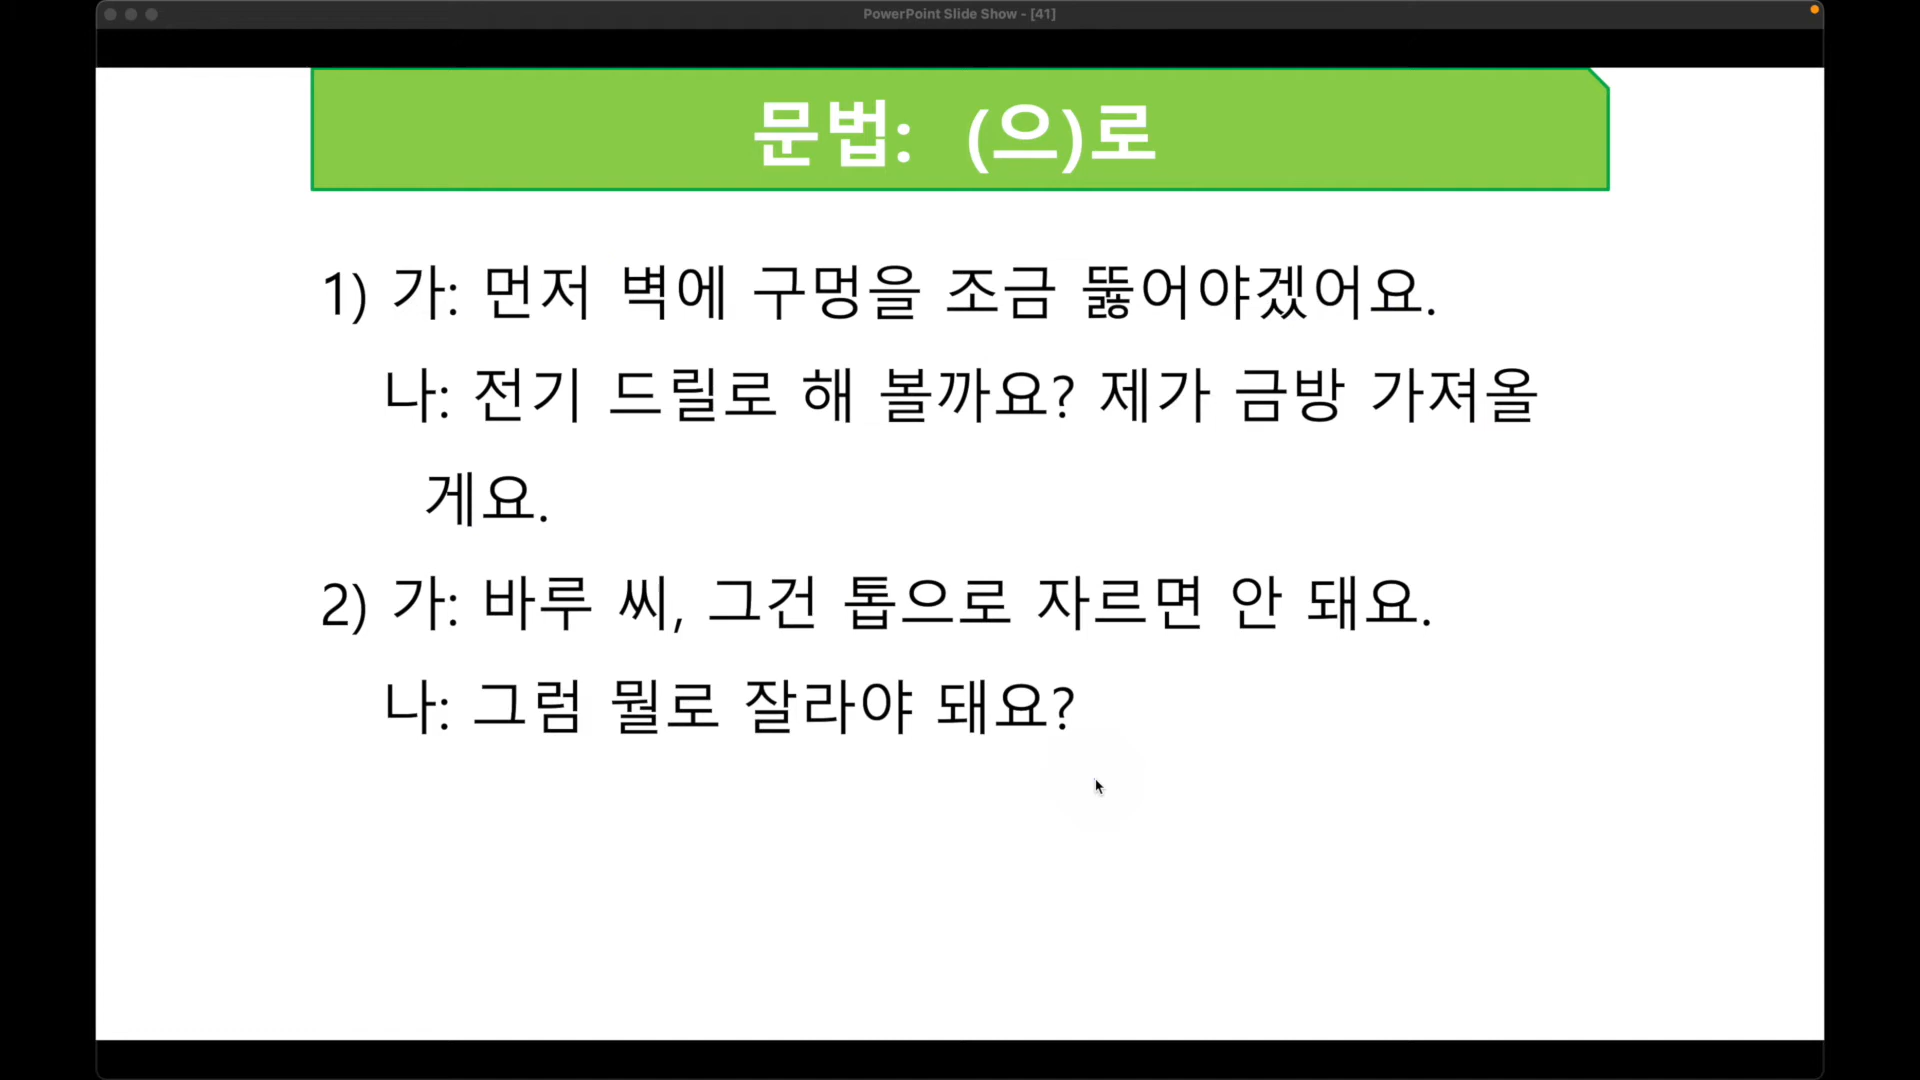 PowerPoint Slide Show - [41]
문법: (으)로
1) 가: 먼저 벽에 구멍을 조금 뚫어야겠어요.
나: 전기 드릴로 해 볼까요? 제가 금방 가져올
게요.
2) 가: 바루 씨, 그건 톱으로 자르면 안 돼요.
나: 그럼 뭘로 잘라야 돼요?